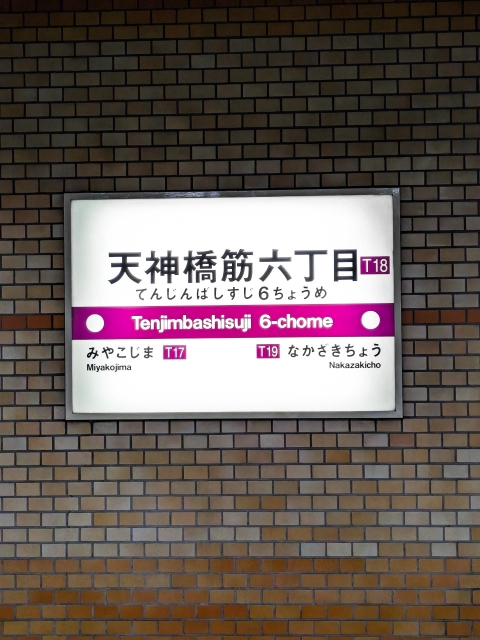 天神橋筋六丁目 T18
てんじんばしすじ6ちょうめ
Tenjimbashisuji 6-chome
みやこじま T17 T19 なかざきちょう
Miyakojima Nakazakicho